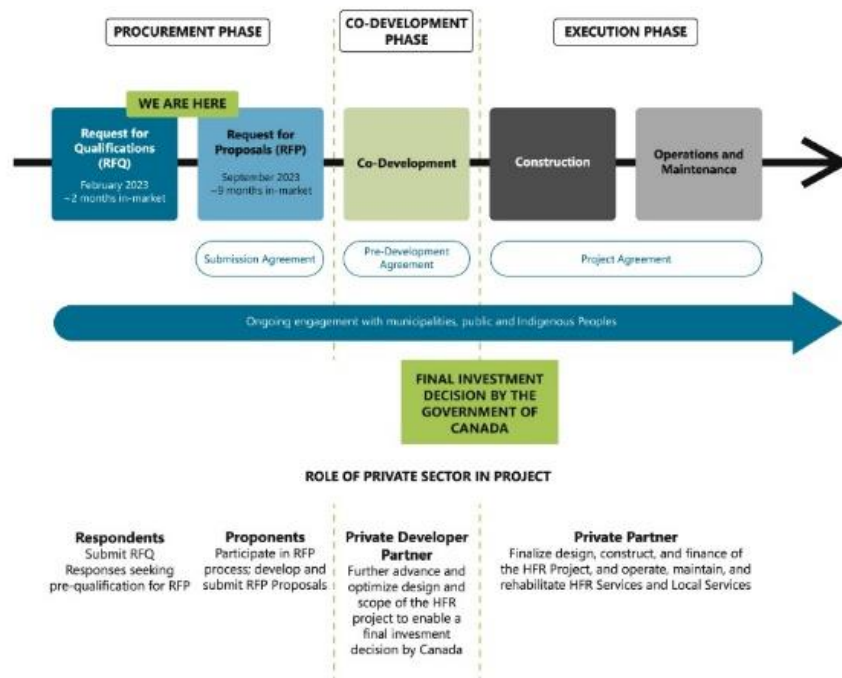 PROCUREMENT PHASE
CO-DEVELOPMENT
PHASE
EXECUTION PHASE
WE ARE HERE
Request for
Qualifications
(RFQ)
February 2023
~2 months in-market
Request for
Proposals (RFP)
September 2023
~9 months in-market
Co-Development
Construction
Operations and
Maintenance
Submission Agreement
Pre-Development
Agreement
Project Agreement
Ongoing engagement with municipalities, public and Indigenous Peoples
FINAL INVESTMENT
DECISION BY THE
GOVERNMENT OF
CANADA
ROLE OF PRIVATE SECTOR IN PROJECT
Respondents
Submit RFQ
Responses seeking
pre-qualification for RFP
Proponents
Participate in RFP
process; develop and
submit RFP Proposals
Private Developer
Partner
Further advance and
optimize design and
scope of the HFR
project to enable a
final invesment
decision by Canada
Private Partner
Finalize design, construct, and finance of
the HFR Project, and operate, maintain, and
rehabilitate HFR Services and Local Services